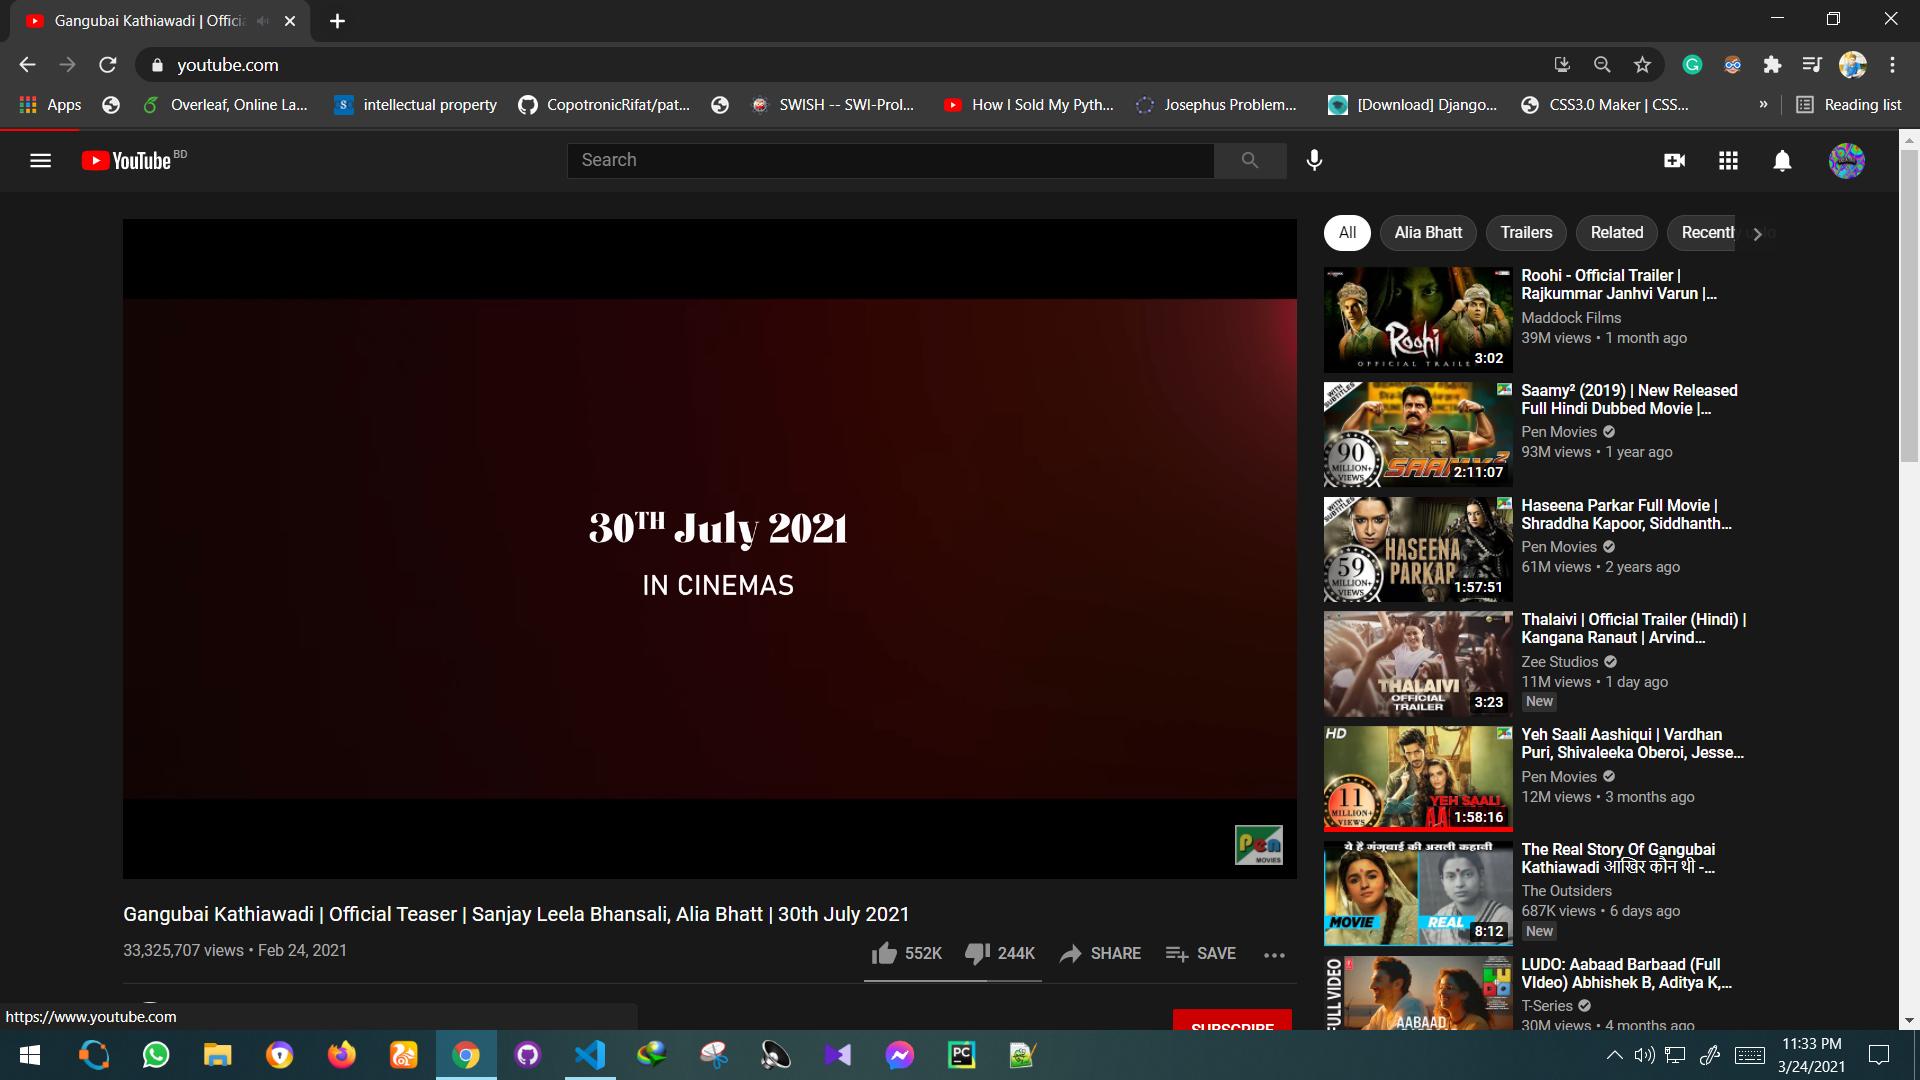 Gangubai Kathiawadi | Officia
youtube.com
Apps
Overleaf, Online La...
intellectual property
CopotronicRifat/pat...
SWISH -- SWI-Prol...
How I Sold My Pyth...
Josephus Problem...
[Download] Django...
CSS3.0 Maker | CSS...
»
Reading list
YouTube BD
Search
30TH July 2021
IN CINEMAS
Pen
MOVIES
Gangubai Kathiawadi | Official Teaser | Sanjay Leela Bhansali, Alia Bhatt | 30th July 2021
33,325,707 views • Feb 24, 2021
552K
244K
SHARE
SAVE
SUBSCRIBE
All
Alia Bhatt
Trailers
Related
Recently
Roohi
OFFICIAL TRAILE
3:02
Roohi - Official Trailer |
Rajkummar Janhvi Varun |...
Maddock Films
39M views • 1 month ago
WITH
SUBTITLES
90
MILLION+
VIEWS
SAAMY²
2:11:07
Saamy² (2019) | New Released
Full Hindi Dubbed Movie |...
Pen Movies
93M views • 1 year ago
WITH
SUBTITLES
59
MILLION+
VIEWS
HASEENA
PARKAR
1:57:51
Haseena Parkar Full Movie |
Shraddha Kapoor, Siddhanth...
Pen Movies
61M views • 2 years ago
THALAIVI
OFFICIAL
TRAILER
3:23
Thalaivi | Official Trailer (Hindi) |
Kangana Ranaut | Arvind...
Zee Studios
11M views • 1 day ago
New
HD
11
MILLION+
VIEWS
YEH SAALI
1:58:16
Yeh Saali Aashiqui | Vardhan
Puri, Shivaleeka Oberoi, Jesse...
Pen Movies
12M views • 3 months ago
ये है गंगूबाई की असली कहानी
MOVIE
REAL
8:12
The Real Story Of Gangubai
Kathiawadi आखिर कौन थी -...
The Outsiders
687K views • 6 days ago
New
FULL VIDEO
AABAAD
LUDO: Aabaad Barbaad (Full
VIdeo) Abhishek B, Aditya K,...
T-Series
30M views • 4 months ago
https://www.youtube.com
PC
11:33 PM
3/24/2021